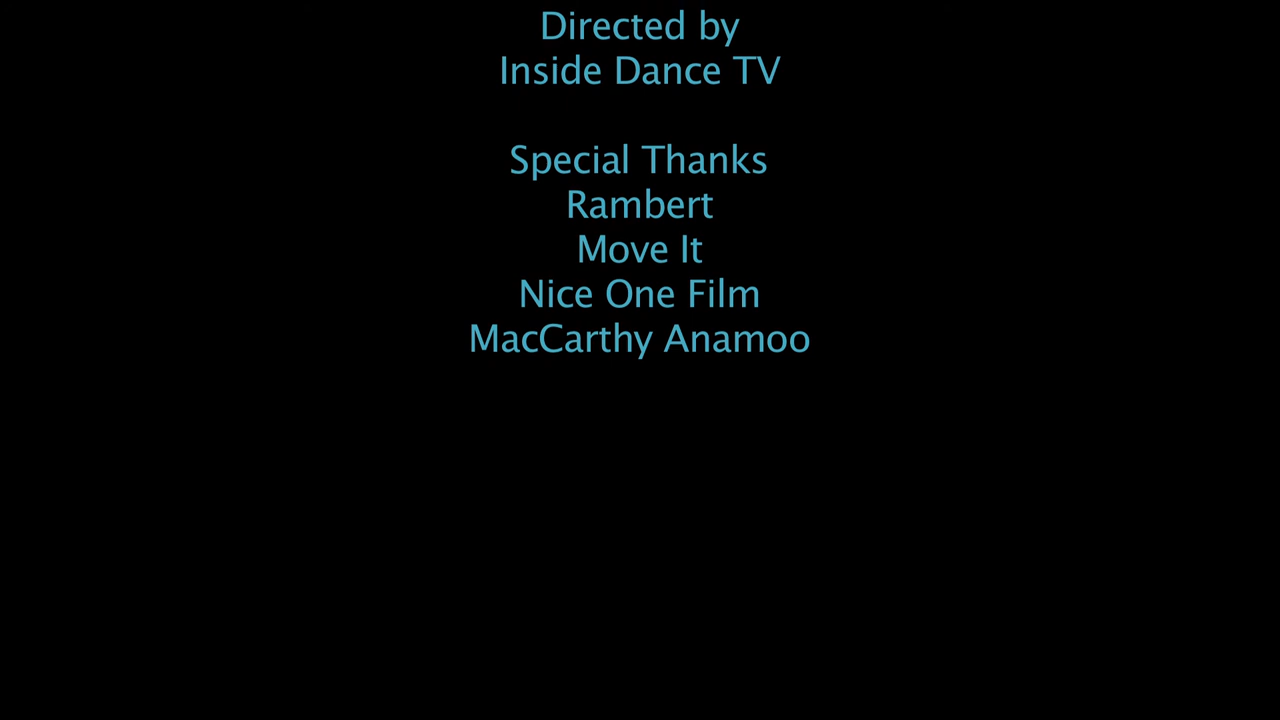 Directed by
Inside Dance TV
Special Thanks
Rambert
Move It
Nice One Film
MacCarthy Anamoo